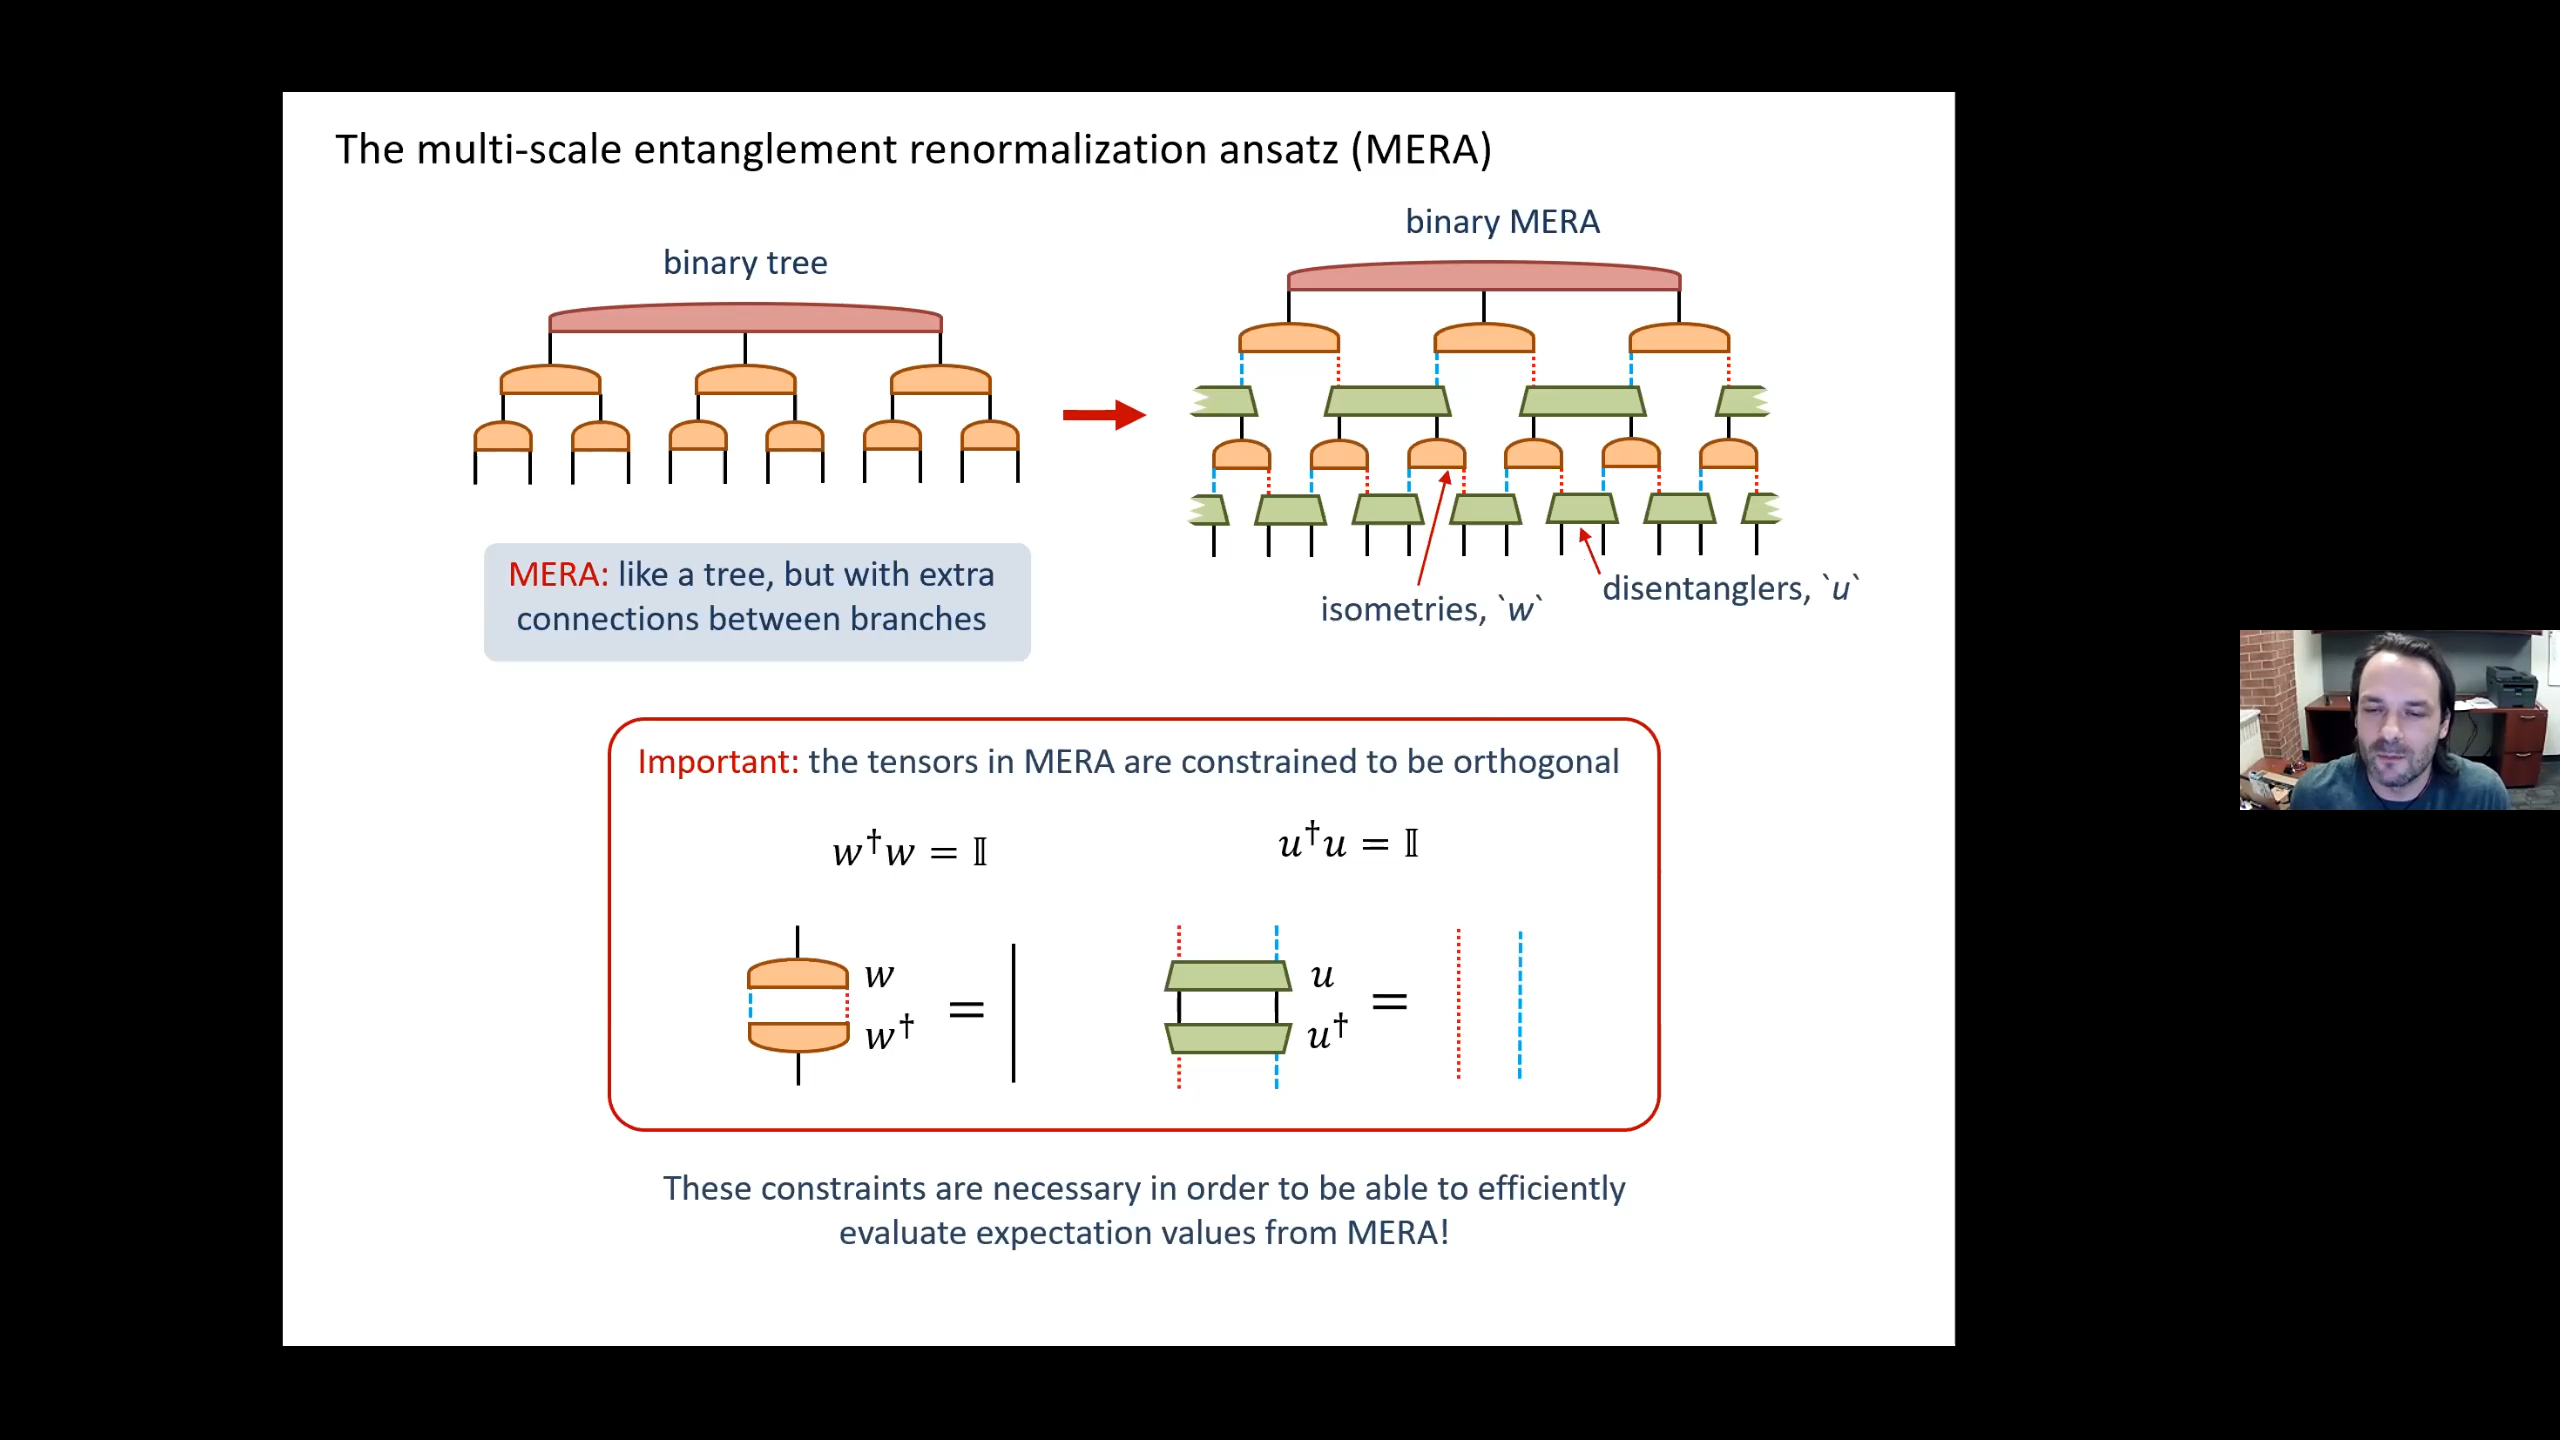 The multi-scale entanglement renormalization ansatz (MERA)
binary tree
binary MERA
MERA: like a tree, but with extra
connections between branches
isometries, `w`
disentanglers, `u`
Important: the tensors in MERA are constrained to be orthogonal
w†w = 𝕀
u†u = 𝕀
w
w†
=
u
u†
=
These constraints are necessary in order to be able to efficiently
evaluate expectation values from MERA!